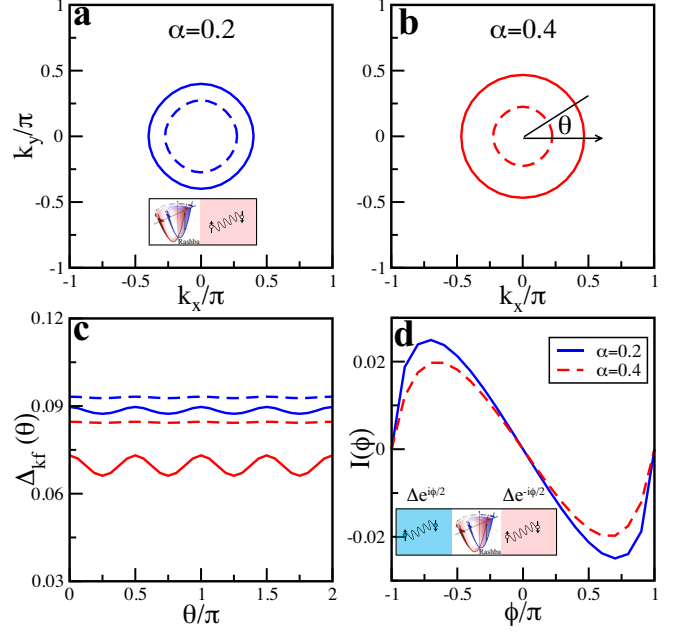 a
α=0.2
k_y/π
1
0.5
0
-0.5
-1
Rashba
-1 -0.5 0 0.5 1
k_x/π
b
α=0.4
θ
1
0.5
0
-0.5
-1
-1 -0.5 0 0.5 1
k_x/π
c
Δ_kf(θ)
0.12
0.09
0.06
0.03
0 0.5 1 1.5 2
θ/π
d
α=0.2
α=0.4
I(ϕ)
0.02
0
-0.02
Δe^{iϕ/2} Δe^{-iϕ/2}
Rashba
-1 -0.5 0 0.5 1
ϕ/π